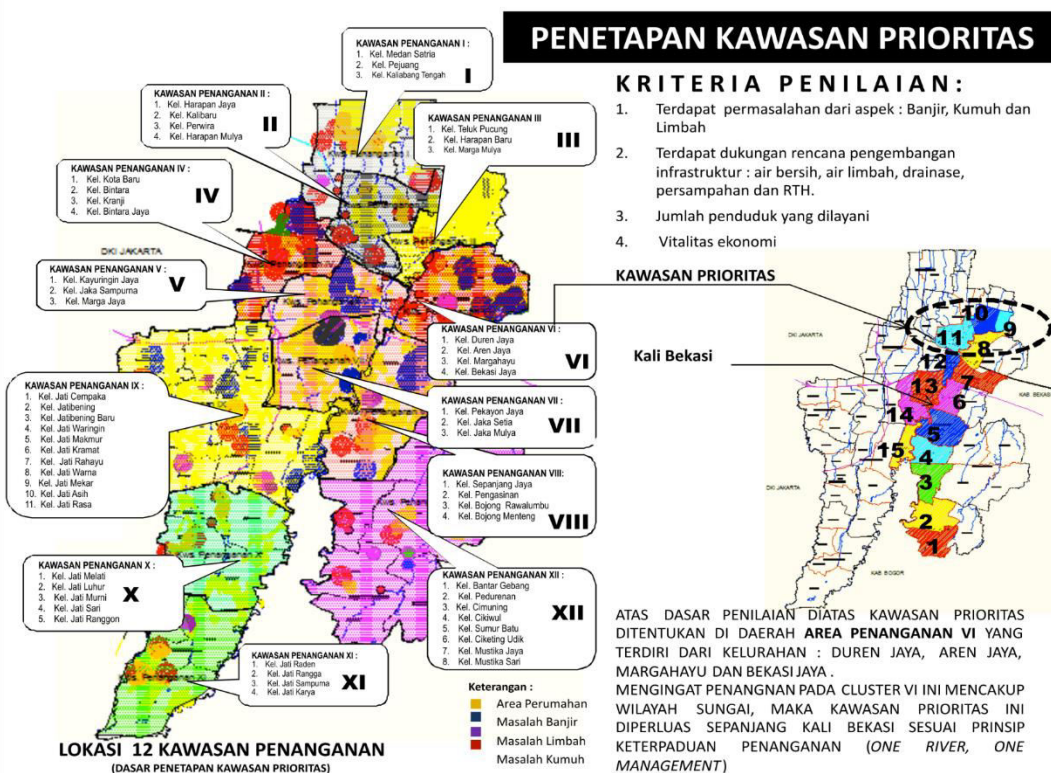 PENETAPAN KAWASAN PRIORITAS
KAWASAN PENANGANAN I :
1. Kel. Medan Satria
2. Kel. Pejuang
3. Kel. Kaliabang Tengah
I
KAWASAN PENANGANAN II :
1. Kel. Harapan Jaya
2. Kel. Kalibaru
3. Kel. Perwira
4. Kel. Harapan Mulya
II
KAWASAN PENANGANAN III
1. Kel. Teluk Pucung
2. Kel. Harapan Baru
3. Kel. Marga Mulya
III
KAWASAN PENANGANAN IV :
1. Kel. Kota Baru
2. Kel. Bintara
3. Kel. Kranji
4. Kel. Bintara Jaya
IV
DKI JAKARTA
KAWASAN PENANGANAN V :
1. Kel. Kayuringin Jaya
2. Kel. Jaka Sampurna
3. Kel. Marga Jaya
V
KAWASAN PENANGANAN VI :
1. Kel. Duren Jaya
2. Kel. Aren Jaya
3. Kel. Margahayu
4. Kel. Bekasi Jaya
VI
KAWASAN PENANGANAN VII :
1. Kel. Pekayon Jaya
2. Kel. Jaka Setia
3. Kel. Jaka Mulya
VII
KAWASAN PENANGANAN VIII:
1. Kel. Sepanjang Jaya
2. Kel. Pengasinan
3. Kel. Bojong Rawalumbu
4. Kel. Bojong Menteng
VIII
KAWASAN PENANGANAN IX :
1. Kel. Jati Cempaka
2. Kel. Jatibening
3. Kel. Jatibening Baru
4. Kel. Jati Waringin
5. Kel. Jati Makmur
6. Kel. Jati Kramat
7. Kel. Jati Rahayu
8. Kel. Jati Warna
9. Kel. Jati Mekar
10. Kel. Jati Asih
11. Kel. Jati Rasa
KAWASAN PENANGANAN X :
1. Kel. Jati Melati
2. Kel. Jati Luhur
3. Kel. Jati Murni
4. Kel. Jati Sari
5. Kel. Jati Ranggon
X
KAWASAN PENANGANAN XI :
1. Kel. Jati Raden
2. Kel. Jati Rangga
3. Kel. Jati Sampurna
4. Kel. Jati Karya
XI
KAWASAN PENANGANAN XII :
1. Kel. Bantar Gebang
2. Kel. Pedurenan
3. Kel. Cimuning
4. Kel. Cikiwul
5. Kel. Sumur Batu
6. Kel. Ciketing Udik
7. Kel. Mustika Jaya
8. Kel. Mustika Sari
XII
Keterangan :
Area Perumahan
Masalah Banjir
Masalah Limbah
Masalah Kumuh
LOKASI 12 KAWASAN PENANGANAN
(DASAR PENETAPAN KAWASAN PRIORITAS)
KRITERIA PENILAIAN:
1. Terdapat permasalahan dari aspek : Banjir, Kumuh dan
Limbah
2. Terdapat dukungan rencana pengembangan
infrastruktur : air bersih, air limbah, drainase,
persampahan dan RTH.
3. Jumlah penduduk yang dilayani
4. Vitalitas ekonomi
KAWASAN PRIORITAS
Kali Bekasi
DKI JAKARTA
10
9
11
8
12
7
13
6
14
5
15
4
3
2
1
KAB BEKASI
DKI JAKARTA
KAB BOGOR
ATAS DASAR PENILAIAN DIATAS KAWASAN PRIORITAS
DITENTUKAN DI DAERAH AREA PENANGANAN VI YANG
TERDIRI DARI KELURAHAN : DUREN JAYA, AREN JAYA,
MARGAHAYU DAN BEKASI JAYA .
MENGINGAT PENANGNAN PADA CLUSTER VI INI MENCAKUP
WILAYAH SUNGAI, MAKA KAWASAN PRIORITAS INI
DIPERLUAS SEPANJANG KALI BEKASI SESUAI PRINSIP
KETERPADUAN PENANGANAN (ONE RIVER, ONE
MANAGEMENT)